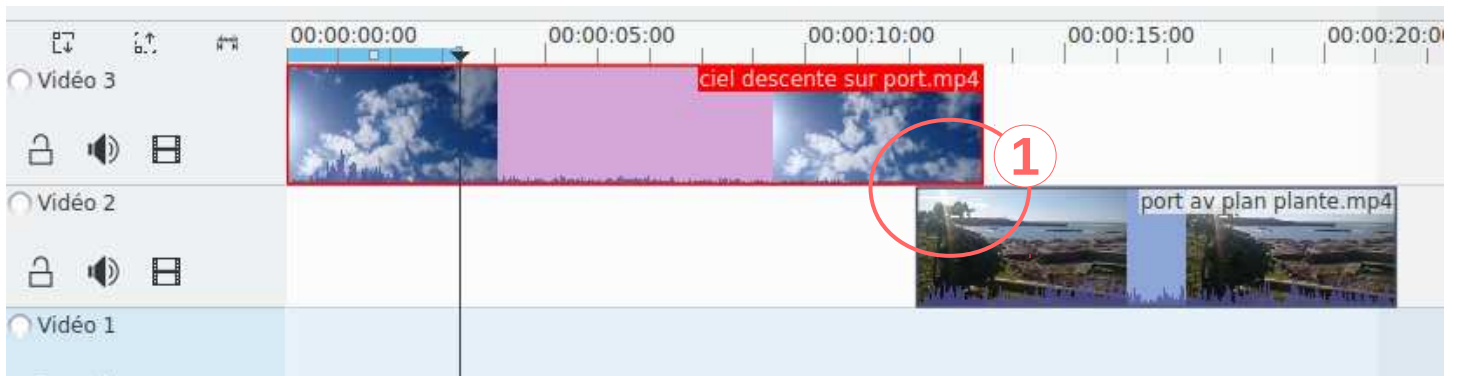 00:00:00:00 00:00:05:00 00:00:10:00 00:00:15:00 00:00:20:0
Vidéo 3
ciel descente sur port.mp4
1
Vidéo 2
port av plan plante.mp4
Vidéo 1